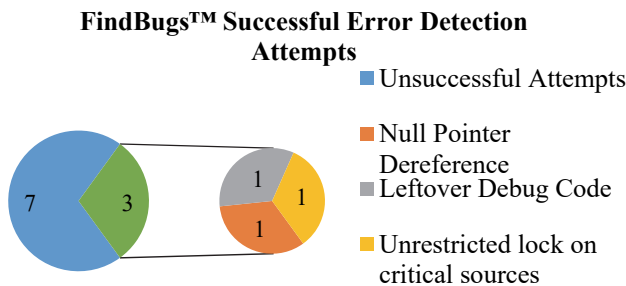 FindBugs™ Successful Error Detection
Attempts
Unsuccessful Attempts
Null Pointer
Dereference
Leftover Debug Code
Unrestricted lock on
critical sources
7
3
1
1
1